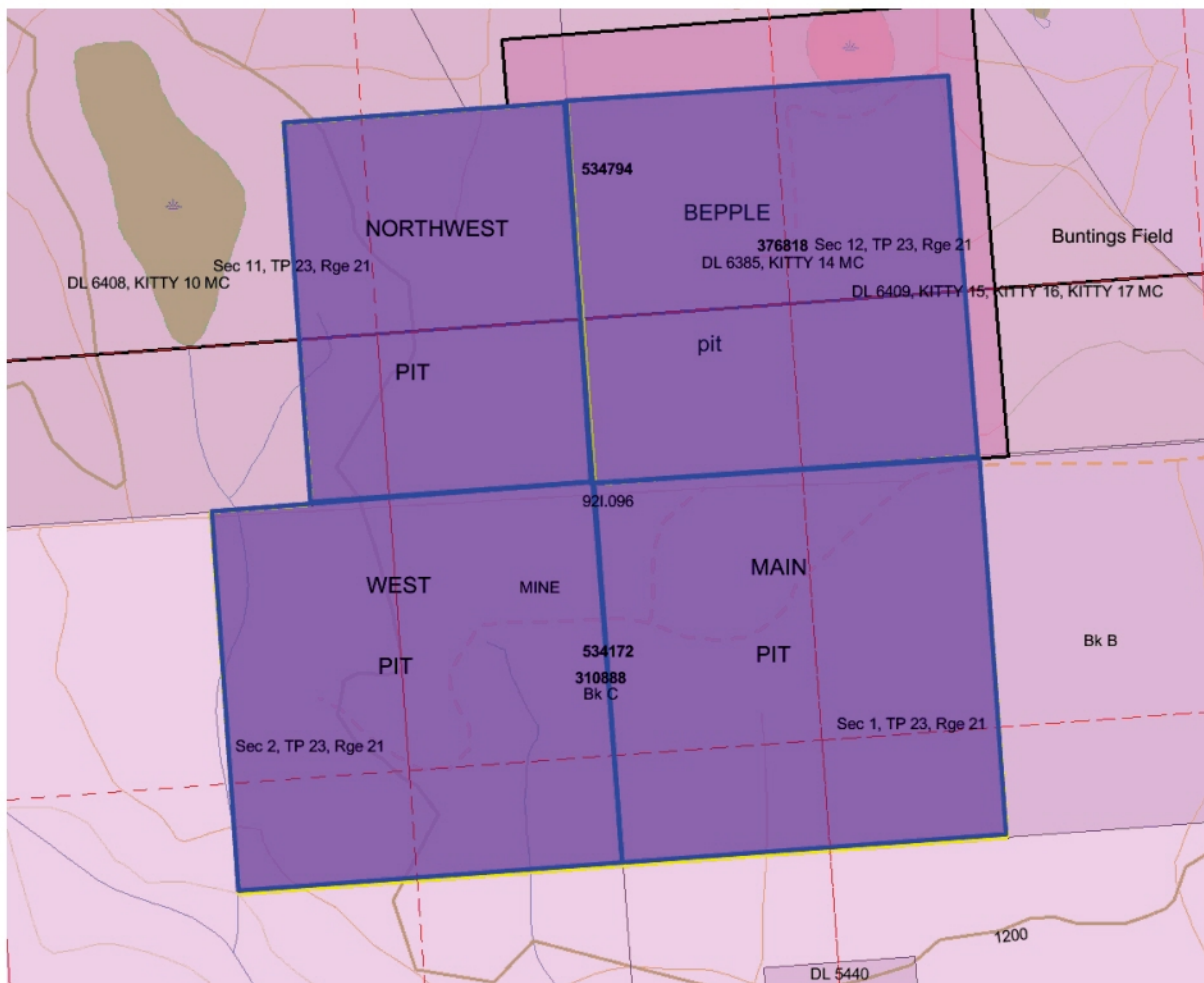 534794
NORTHWEST
BEPPLE
376818 Sec 12, TP 23, Rge 21
Buntings Field
DL 6385, KITTY 14 MC
Sec 11, TP 23, Rge 21
DL 6408, KITTY 10 MC
DL 6409, KITTY 15, KITTY 16, KITTY 17 MC
pit
PIT
92I.096
MAIN
WEST
MINE
Bk B
534172
PIT
PIT
310888
Bk C
Sec 1, TP 23, Rge 21
Sec 2, TP 23, Rge 21
1200
DL 5440